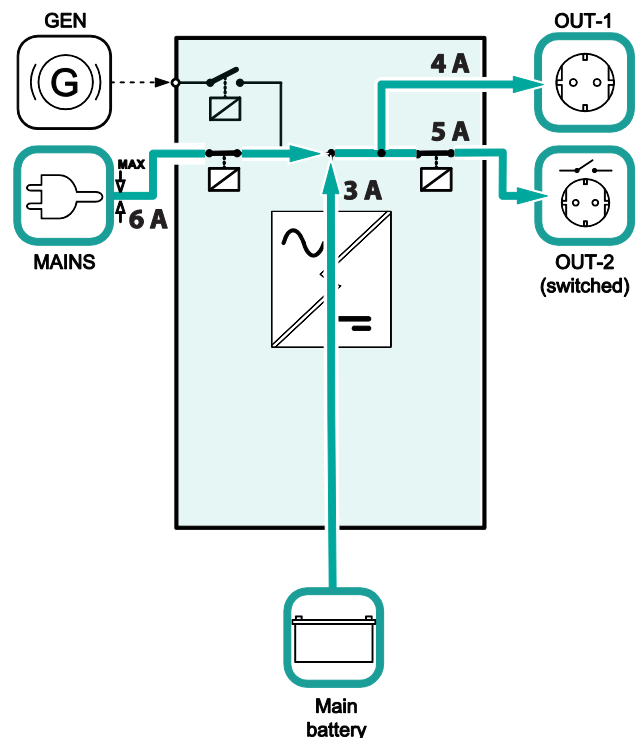 GEN
OUT-1
G
4 A
5 A
MAX
6 A
3 A
MAINS
OUT-2
(switched)
Main
battery